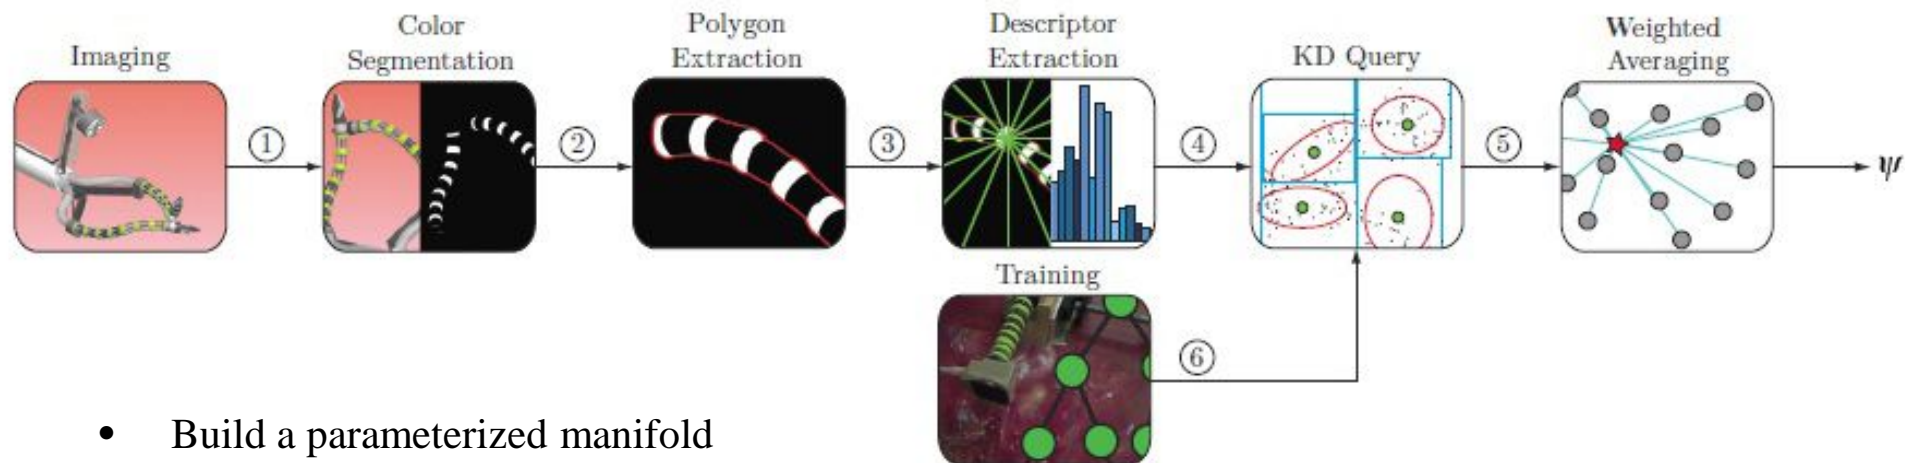 Imaging
Color
Segmentation
Polygon
Extraction
Descriptor
Extraction
KD Query
Weighted
Averaging
①
②
③
④
⑤
ψ
Training
⑥
• Build a parameterized manifold